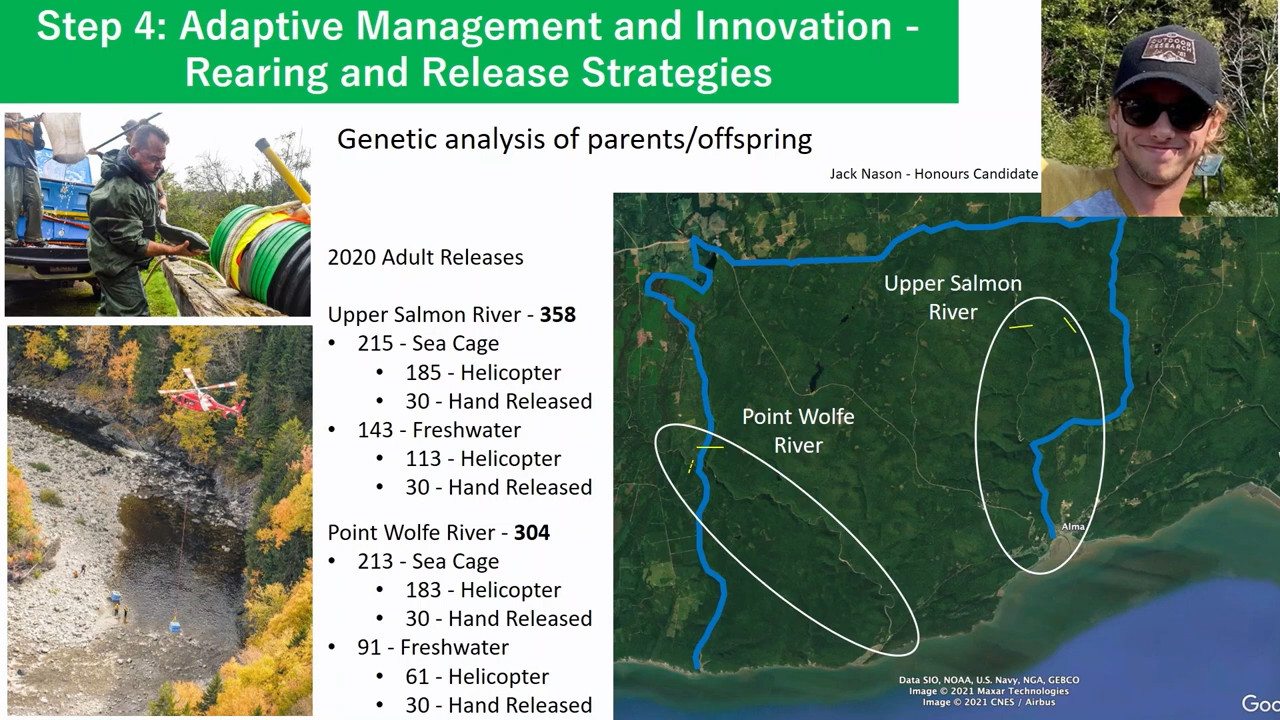 Step 4: Adaptive Management and Innovation -
Rearing and Release Strategies
Genetic analysis of parents/offspring
Jack Nason - Honours Candidate
OUTDOOR
RESEARCH
2020 Adult Releases
Upper Salmon River - 358
• 215 - Sea Cage
• 185 - Helicopter
• 30 - Hand Released
• 143 - Freshwater
• 113 - Helicopter
• 30 - Hand Released
Point Wolfe River - 304
• 213 - Sea Cage
• 183 - Helicopter
• 30 - Hand Released
• 91 - Freshwater
• 61 - Helicopter
• 30 - Hand Released
Upper Salmon
River
Point Wolfe
River
Alma
Data SIO, NOAA, U.S. Navy, NGA, GEBCO
Image © 2021 Maxar Technologies
Image © 2021 CNES / Airbus
Goo